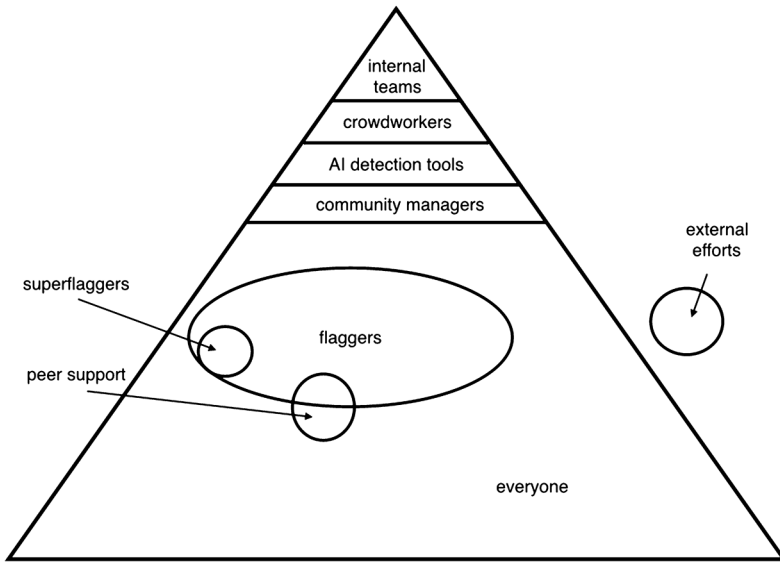 internal
teams
crowdworkers
AI detection tools
community managers
external
efforts
superflaggers
flaggers
peer support
everyone